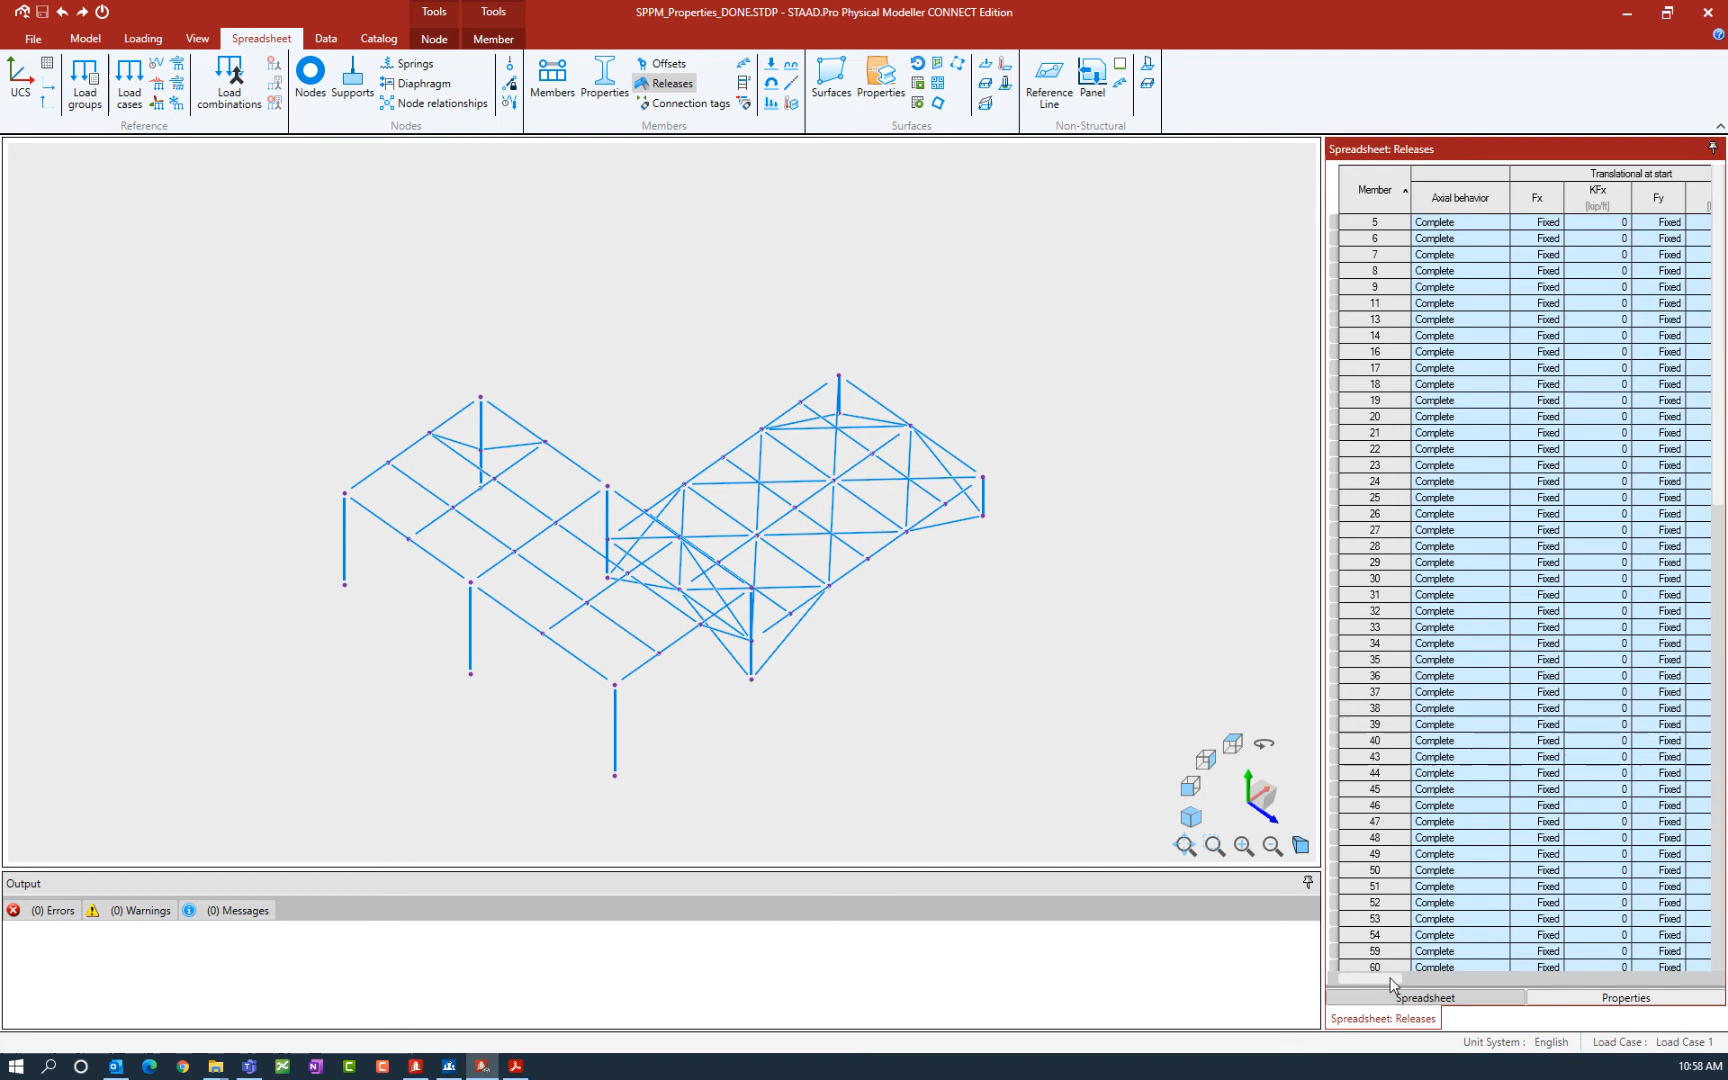 Tools
Tools
SPPM_Properties_DONE.STDP - STAAD.Pro Physical Modeller CONNECT Edition
File
Model
Loading
View
Spreadsheet
Data
Catalog
Node
Member
UCS
Load groups
Load cases
Load combinations
Nodes
Supports
Springs
Diaphragm
Node relationships
Members
Properties
Offsets
Releases
Connection tags
Surfaces
Properties
Reference Line
Panel
Reference
Nodes
Members
Surfaces
Non-Structural
Spreadsheet: Releases
Translational at start
Member
Axial behavior
Fx
KFx
[kip/ft]
Fy
5 Complete Fixed 0 Fixed
6 Complete Fixed 0 Fixed
7 Complete Fixed 0 Fixed
8 Complete Fixed 0 Fixed
9 Complete Fixed 0 Fixed
11 Complete Fixed 0 Fixed
13 Complete Fixed 0 Fixed
14 Complete Fixed 0 Fixed
16 Complete Fixed 0 Fixed
17 Complete Fixed 0 Fixed
18 Complete Fixed 0 Fixed
19 Complete Fixed 0 Fixed
20 Complete Fixed 0 Fixed
21 Complete Fixed 0 Fixed
22 Complete Fixed 0 Fixed
23 Complete Fixed 0 Fixed
24 Complete Fixed 0 Fixed
25 Complete Fixed 0 Fixed
26 Complete Fixed 0 Fixed
27 Complete Fixed 0 Fixed
28 Complete Fixed 0 Fixed
29 Complete Fixed 0 Fixed
30 Complete Fixed 0 Fixed
31 Complete Fixed 0 Fixed
32 Complete Fixed 0 Fixed
33 Complete Fixed 0 Fixed
34 Complete Fixed 0 Fixed
35 Complete Fixed 0 Fixed
36 Complete Fixed 0 Fixed
37 Complete Fixed 0 Fixed
38 Complete Fixed 0 Fixed
39 Complete Fixed 0 Fixed
40 Complete Fixed 0 Fixed
43 Complete Fixed 0 Fixed
44 Complete Fixed 0 Fixed
45 Complete Fixed 0 Fixed
46 Complete Fixed 0 Fixed
47 Complete Fixed 0 Fixed
48 Complete Fixed 0 Fixed
49 Complete Fixed 0 Fixed
50 Complete Fixed 0 Fixed
51 Complete Fixed 0 Fixed
52 Complete Fixed 0 Fixed
53 Complete Fixed 0 Fixed
54 Complete Fixed 0 Fixed
59 Complete Fixed 0 Fixed
60 Complete Fixed 0 Fixed
Spreadsheet
Properties
Spreadsheet: Releases
Output
(0) Errors
(0) Warnings
(0) Messages
Unit System : English
Load Case : Load Case 1
10:58 AM